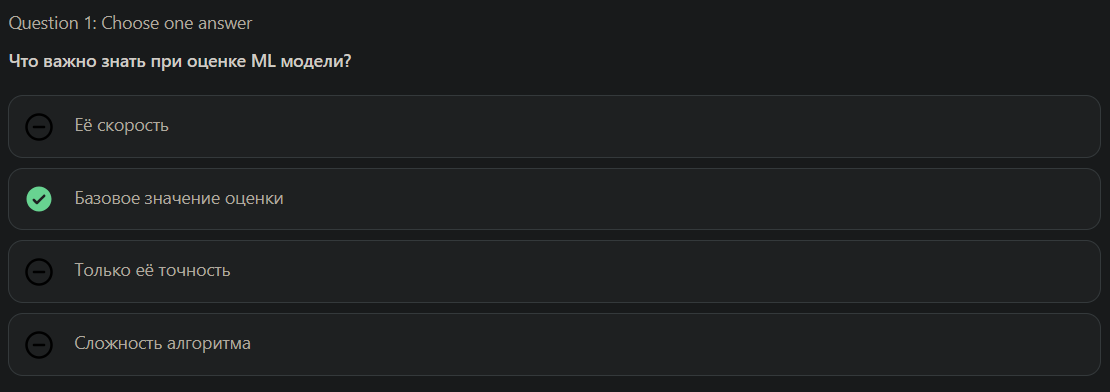 Question 1: Choose one answer
Что важно знать при оценке ML модели?
Её скорость
Базовое значение оценки
Только её точность
Сложность алгоритма